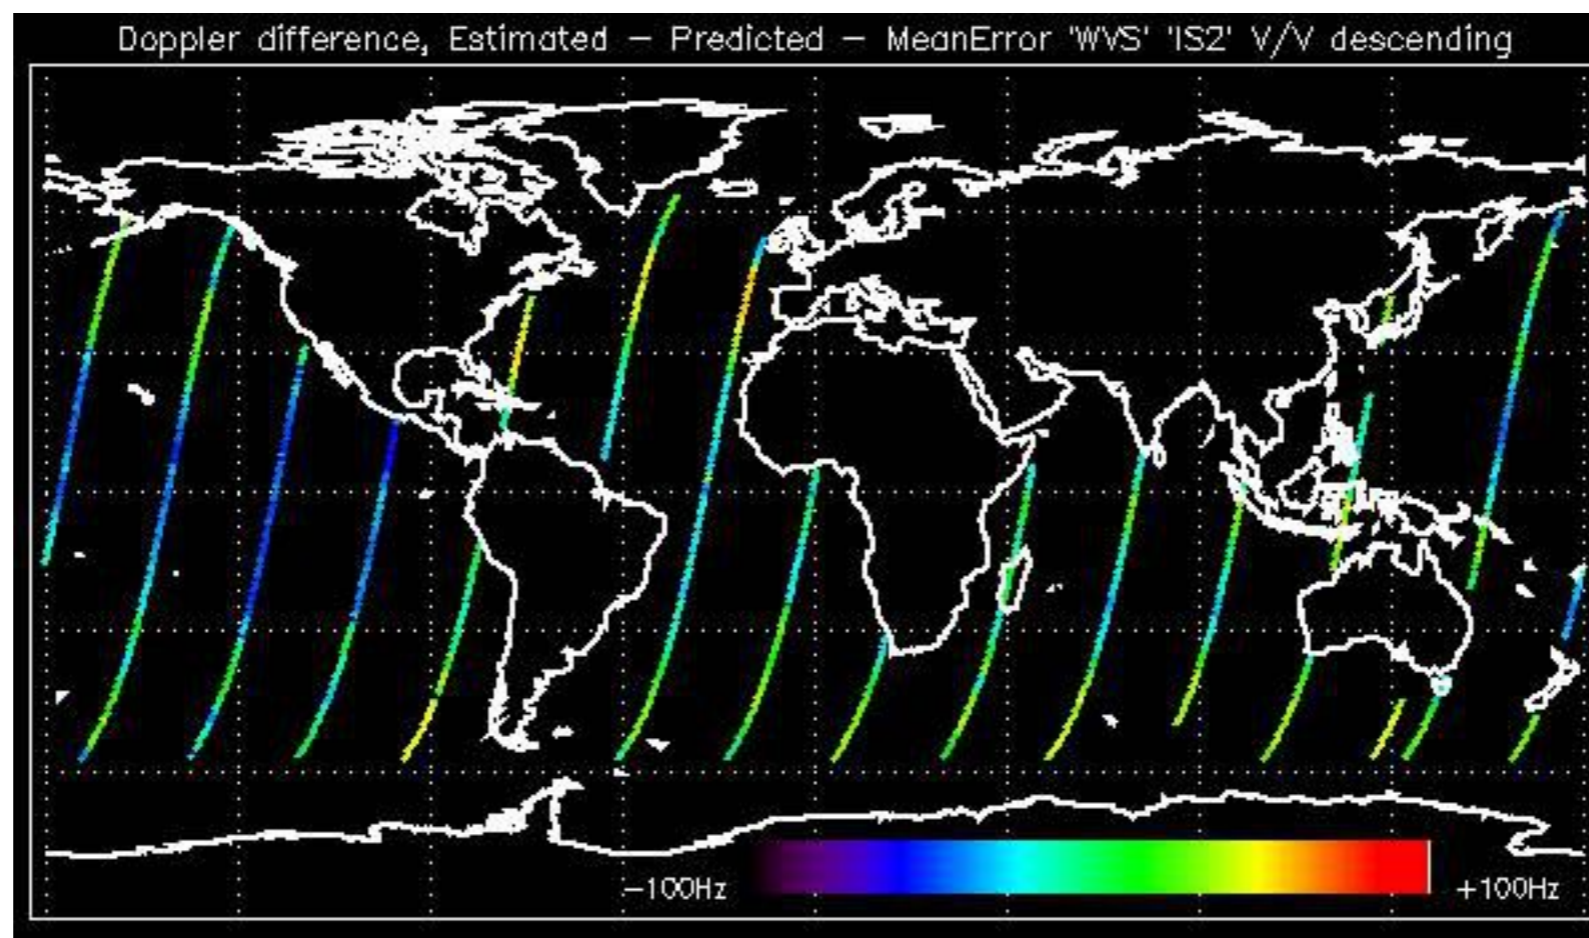 Doppler difference, Estimated - Predicted - MeanError 'WVS' 'IS2' V/V descending
-100Hz +100Hz